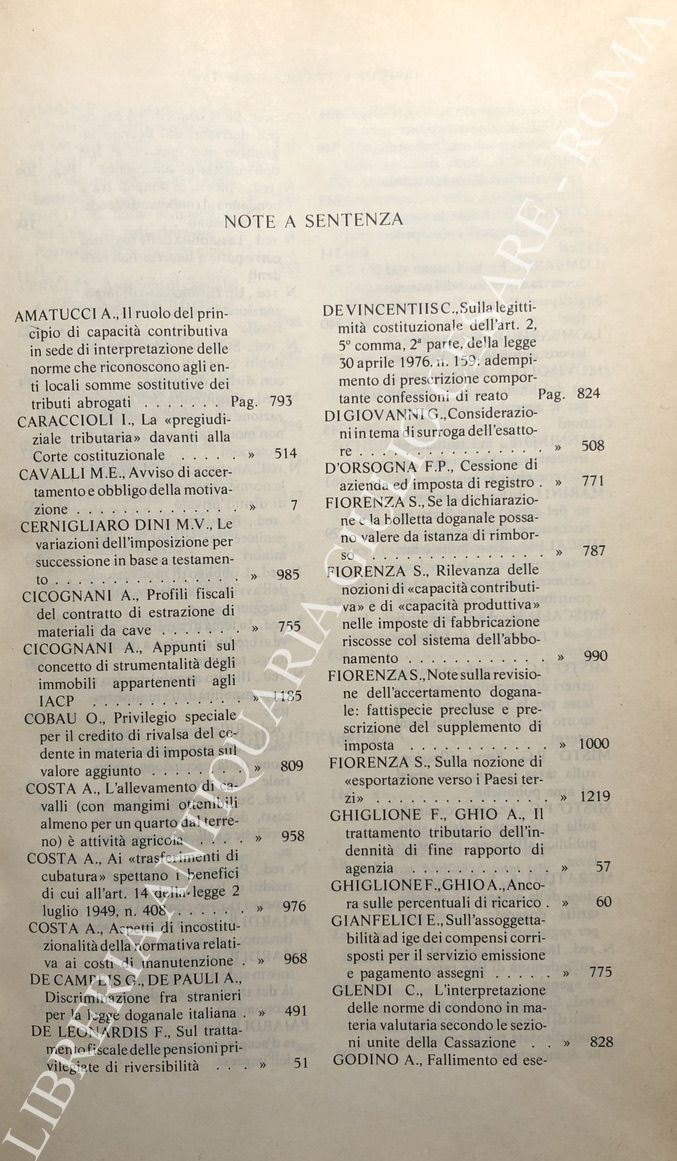 NOTE A SENTENZA
AMATUCCI A., Il ruolo del prin-
cipio di capacità contributiva
in sede di interpretazione delle
norme che riconoscono agli en-
ti locali somme sostitutive dei
tributi abrogati . . . . . . . Pag. 793
CARACCIOLI I., La «pregiudi-
ziale tributaria» davanti alla
Corte costituzionale . . . . . » 514
CAVALLI M.E., Avviso di accer-
tamento e obbligo della motiva-
zione . . . . . . . . . . . . . . » 7
CERNIGLIARO DINI M.V., Le
variazioni dell'imposizione per
successione in base a testamen-
to . . . . . . . . . . . . . . . . » 985
CICOGNANI A., Profili fiscali
del contratto di estrazione di
materiali da cave . . . . . . . » 755
CICOGNANI A., Appunti sul
concetto di strumentalità degli
immobili appartenenti agli
IACP . . . . . . . . . . . . . » 1185
COBAU O., Privilegio speciale
per il credito di rivalsa del ce-
dente in materia di imposta sul
valore aggiunto . . . . . . . . » 809
COSTA A., L'allevamento di ca-
valli (con mangimi ottenibili
almeno per un quarto dal terre-
no) è attività agricola . . . . » 958
COSTA A., Ai «trasferimenti di
cubatura» spettano i benefici
di cui all'art. 14 della legge 2
luglio 1949, n. 408 . . . . . . » 976
COSTA A., Aspetti di incostitu-
zionalità della normativa relati-
va ai costi di manutenzione . » 968
DE CAMELIS G., DE PAULI A.,
Discriminazione fra stranieri
per la legge doganale italiana . » 491
DE LEONARDIS F., Sul tratta-
mento fiscale delle pensioni pri-
vilegiate di riversibilità . . . » 51
DE VINCENTIIS C., Sulla legitti-
mità costituzionale dell'art. 2,
5º comma, 2ª parte, della legge
30 aprile 1976, n. 159: adempi-
mento di prescrizione compor-
tante confessioni di reato Pag. 824
DI GIOVANNI G., Considerazio-
ni in tema di surroga dell'esatto-
re . . . . . . . . . . . . . . . . » 508
D'ORSOGNA F.P., Cessione di
azienda ed imposta di registro . » 771
FIORENZA S., Se la dichiarazio-
ne e la bolletta doganale possa-
no valere da istanza di rimbor-
so . . . . . . . . . . . . . . . . » 787
FIORENZA S., Rilevanza delle
nozioni di «capacità contributi-
va» e di «capacità produttiva»
nelle imposte di fabbricazione
riscosse col sistema dell'abbo-
namento . . . . . . . . . . . » 990
FIORENZA S., Note sulla revisio-
ne dell'accertamento dogana-
le: fattispecie precluse e pre-
scrizione del supplemento di
imposta . . . . . . . . . . . . » 1000
FIORENZA S., Sulla nozione di
«esportazione verso i Paesi ter-
zi» . . . . . . . . . . . . . . . » 1219
GHIGLIONE F., GHIO A., Il
trattamento tributario dell'in-
dennità di fine rapporto di
agenzia . . . . . . . . . . . . » 57
GHIGLIONE F., GHIO A., Anco-
ra sulle percentuali di ricarico . » 60
GIANFELICI E., Sull'assoggetta-
bilità ad ige dei compensi corri-
sposti per il servizio emissione
e pagamento assegni . . . . . » 775
GLENDI C., L'interpretazione
delle norme di condono in ma-
teria valutaria secondo le sezio-
ni unite della Cassazione . . » 828
GODINO A., Fallimento ed ese-
LIBRERIA ANTIQUARIA GIULIO CESARE - ROMA